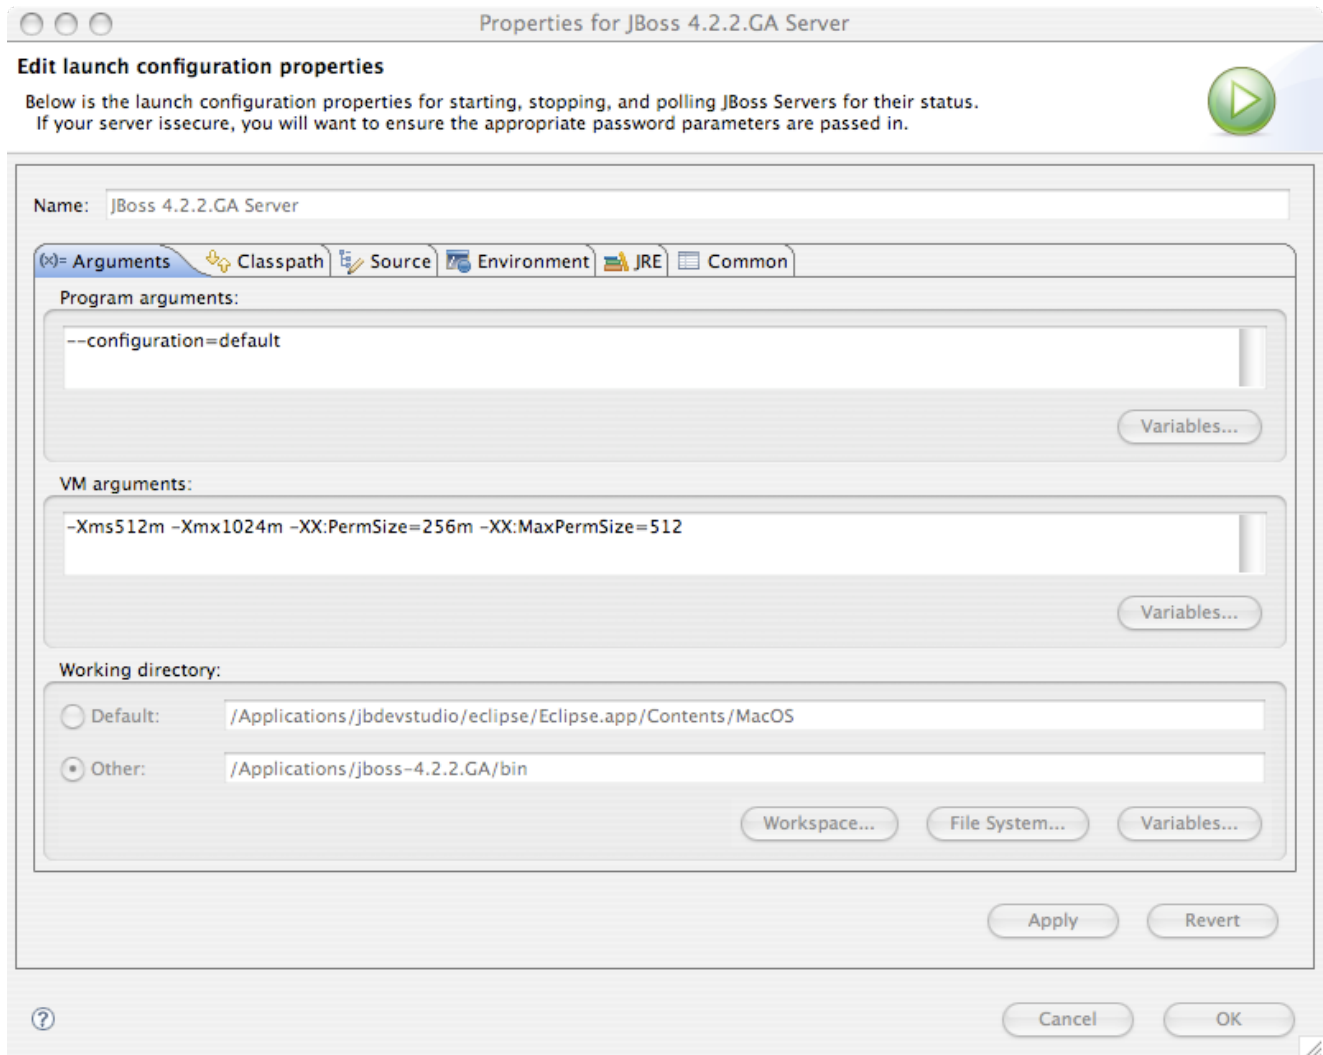 Properties for JBoss 4.2.2.GA Server
Edit launch configuration properties
Below is the launch configuration properties for starting, stopping, and polling JBoss Servers for their status.
If your server issecure, you will want to ensure the appropriate password parameters are passed in.
Name: JBoss 4.2.2.GA Server
(x)= Arguments Classpath Source Environment JRE Common
Program arguments:
--configuration=default
Variables...
VM arguments:
-Xms512m -Xmx1024m -XX:PermSize=256m -XX:MaxPermSize=512
Variables...
Working directory:
Default: /Applications/jbdevstudio/eclipse/Eclipse.app/Contents/MacOS
Other: /Applications/jboss-4.2.2.GA/bin
Workspace... File System... Variables...
Apply Revert
? Cancel OK